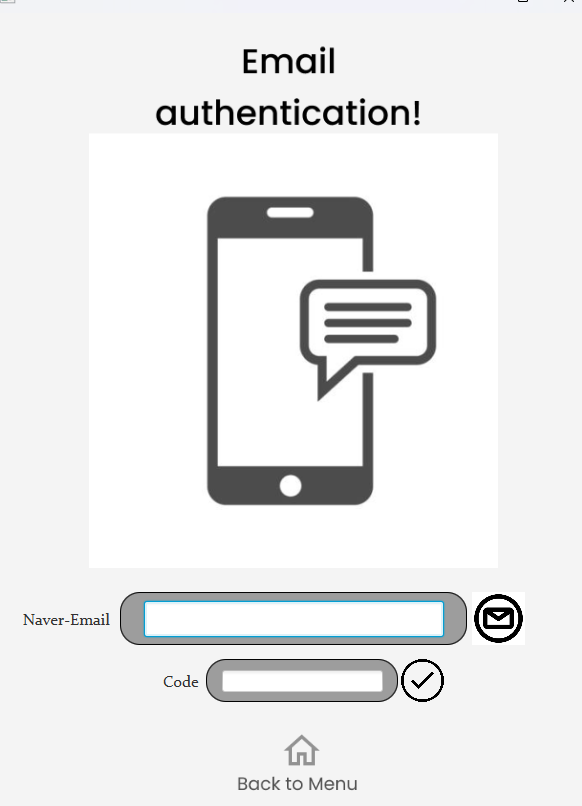 Email
authentication!
Naver-Email
Code
Back to Menu